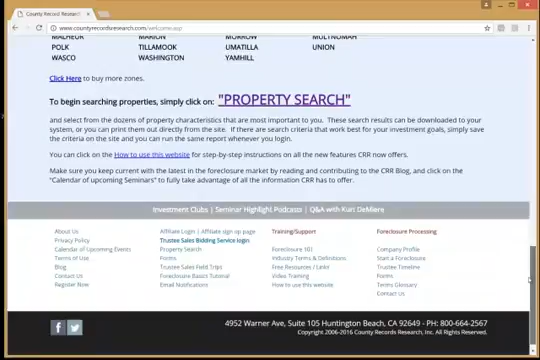 County Record Research
www.countyrecordsresearch.com/welcome.asp
MALHEUR MARION MORROW MULTNOMAH
POLK TILLAMOOK UMATILLA UNION
WASCO WASHINGTON YAMHILL
Click Here to buy more zones.
To begin searching properties, simply click on: "PROPERTY SEARCH"
and select from the dozens of property characteristics that are most important to you. These search results can be downloaded to your
system, or you can print them out directly from the site. If there are search criteria that work best for your investment goals, simply save
the criteria on the site and you can run the same report whenever you login.
You can click on the How to use this website for step-by-step instructions on all the new features CRR now offers.
Make sure you keep current with the latest in the foreclosure market by reading and contributing to the CRR Blog, and click on the
"Calendar of upcoming Seminars" to fully take advantage of all the information CRR has to offer.
Investment Clubs | Seminar Highlight Podcasts | Q&A with Kurt DeMeire
About Us Affiliate Login | Affiliate sign op page Training/Support Foreclosure Processing
Privacy Policy Trustee Sales Bidding Service login
Calendar of Upcoming Events Property Search Foreclosure 101 Company Profile
Terms of Use Forms Industry Terms & Definitions Start a Foreclosure
Blog Trustee Sales Field Trips Free Resources / Links Trustee Timeline
Contact Us Foreclosure Basics Tutorial Video Training Forms
Register Now Email Notifications How to use this website Terms Glossary
Contact Us
4952 Warner Ave, Suite 105 Huntington Beach, CA 92649 - PH: 800-664-2567
Copyright 2006-2016 County Records Research, Inc. All Rights Reserved.